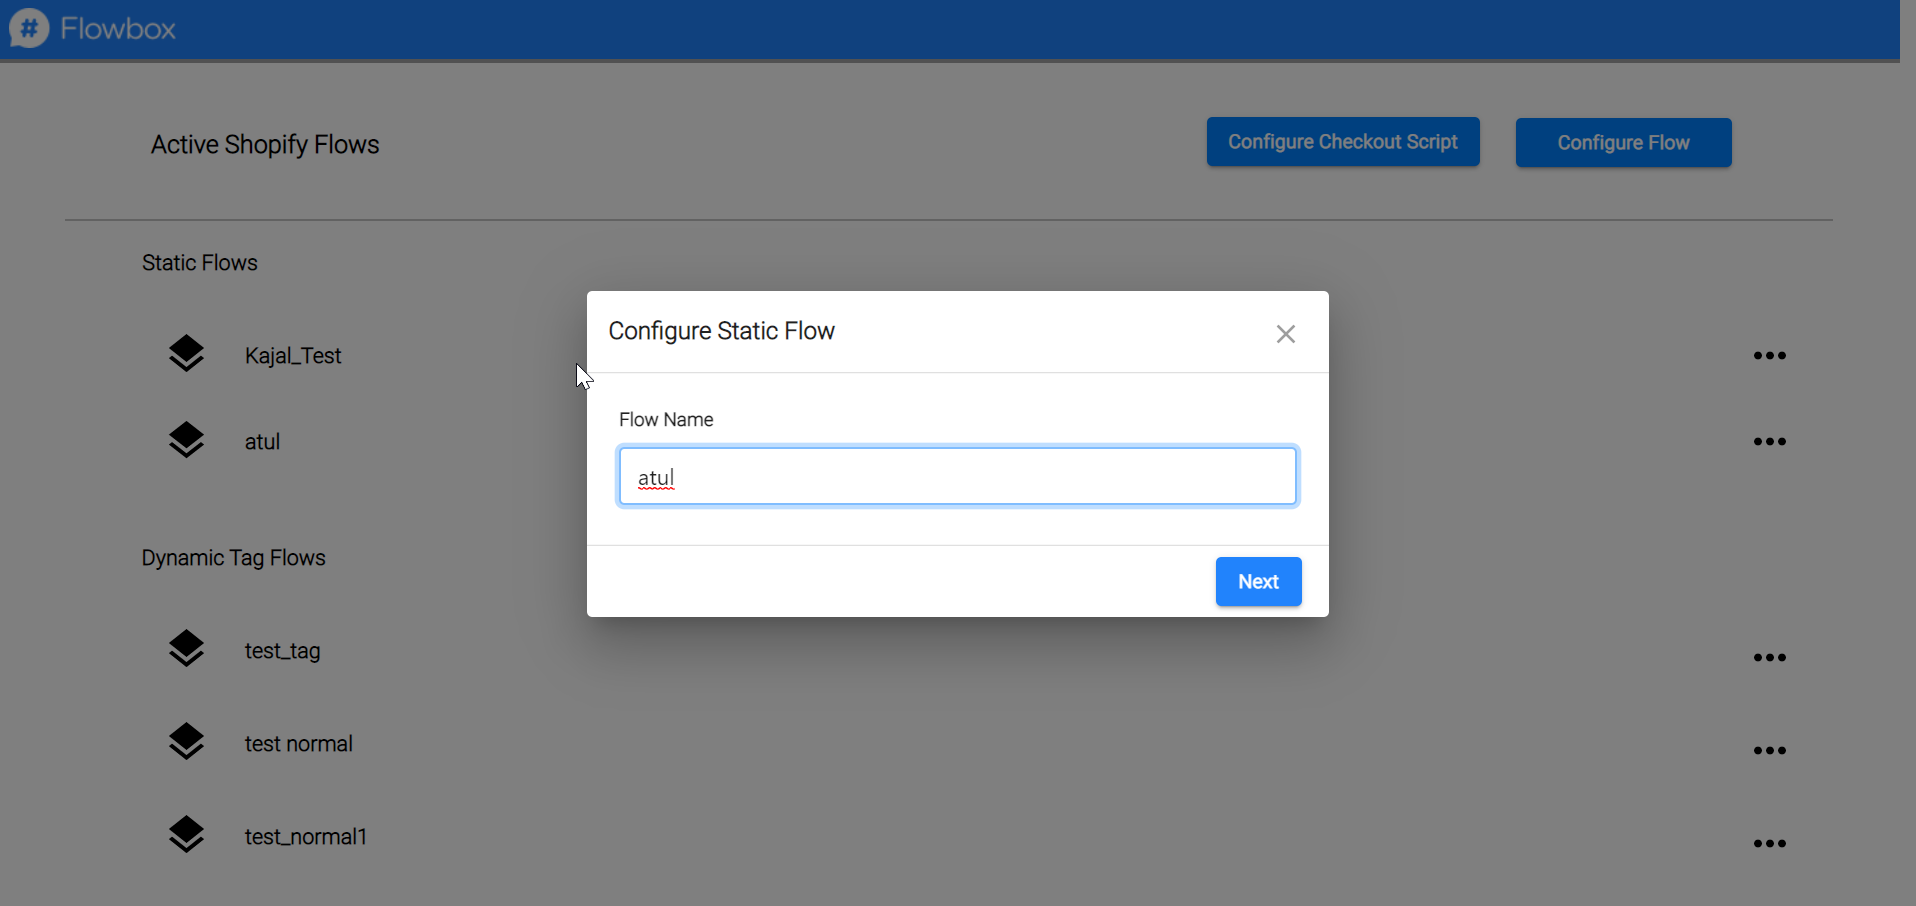 # Flowbox
Active Shopify Flows
Configure Checkout Script
Configure Flow
Static Flows
Kajal_Test
atul
Configure Static Flow
Flow Name
atul
Next
Dynamic Tag Flows
test_tag
test normal
test_normal1